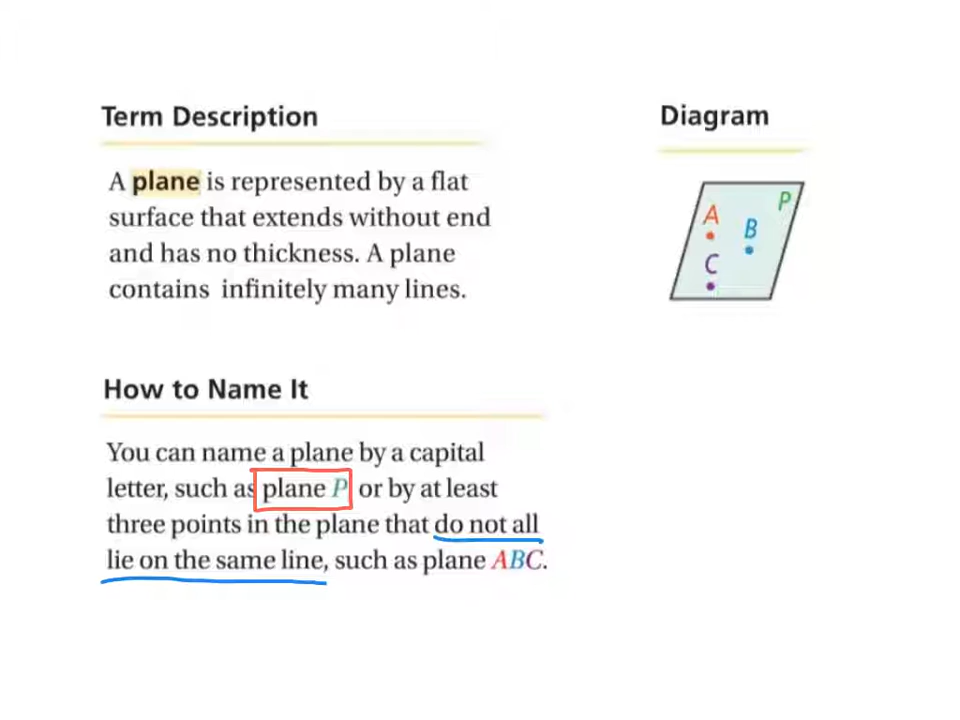 Term Description
A plane is represented by a flat
surface that extends without end
and has no thickness. A plane
contains infinitely many lines.
Diagram
P
A
B
C
How to Name It
You can name a plane by a capital
letter, such as plane P or by at least
three points in the plane that do not all
lie on the same line, such as plane ABC.